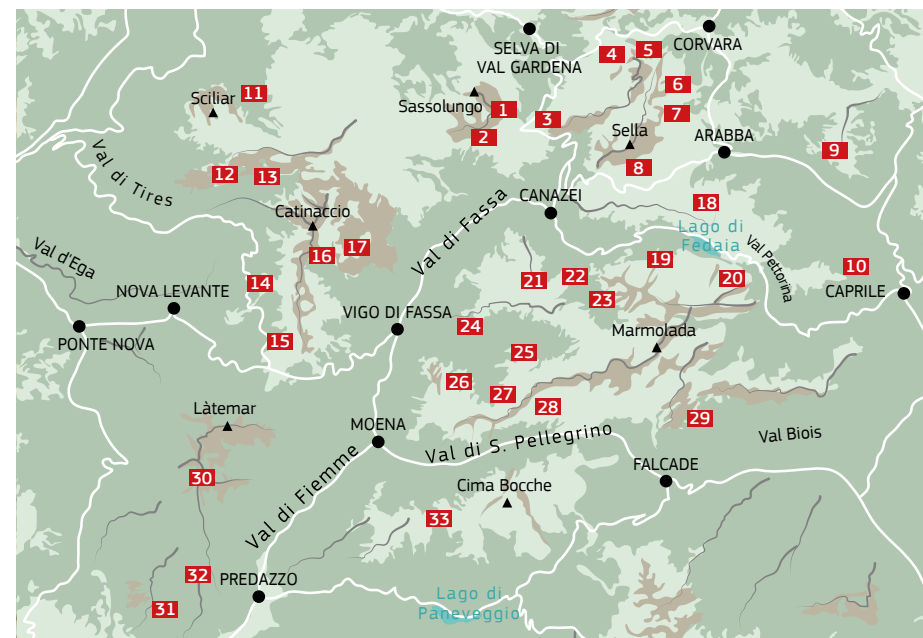 SELVA DI
VAL GARDENA
CORVARA
4
5
6
7
Sciliar
11
Sassolungo
1
2
3
Sella
8
ARABBA
9
Val di Tires
12
13
Catinaccio
16
17
Val di Fassa
CANAZEI
18
Lago di
Fedaia
Val Pettorina
10
CAPRILE
Val d'Ega
NOVA LEVANTE
14
15
PONTE NOVA
VIGO DI FASSA
21
22
23
19
20
Marmolada
24
25
26
27
28
29
Làtemar
30
MOENA
Val di S. Pellegrino
Val Biois
FALCADE
Val di Fiemme
Cima Bocche
33
32
31
PREDAZZO
Lago di
Pàneveggio